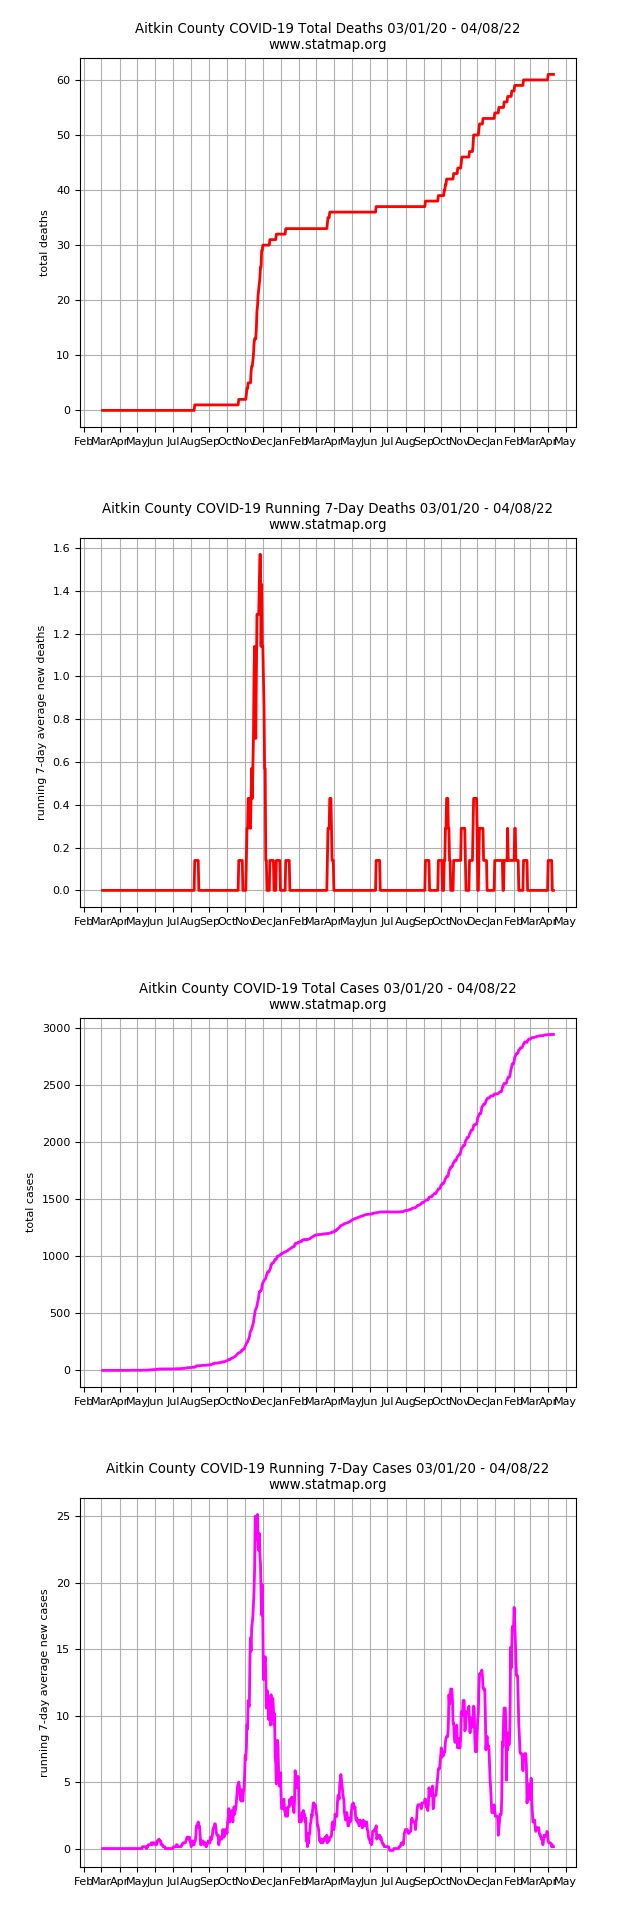 Aitkin County COVID-19 Total Deaths 03/01/20 - 04/08/22
www.statmap.org
60
50
40
30
20
10
0
total deaths
Feb Mar Apr May Jun Jul Aug Sep Oct Nov Dec Jan Feb Mar Apr May Jun Jul Aug Sep Oct Nov Dec Jan Feb Mar Apr May
Aitkin County COVID-19 Running 7-Day Deaths 03/01/20 - 04/08/22
www.statmap.org
1.6
1.4
1.2
1.0
0.8
0.6
0.4
0.2
0.0
running 7-day average new deaths
Feb Mar Apr May Jun Jul Aug Sep Oct Nov Dec Jan Feb Mar Apr May Jun Jul Aug Sep Oct Nov Dec Jan Feb Mar Apr May
Aitkin County COVID-19 Total Cases 03/01/20 - 04/08/22
www.statmap.org
3000
2500
2000
1500
1000
500
0
total cases
Feb Mar Apr May Jun Jul Aug Sep Oct Nov Dec Jan Feb Mar Apr May Jun Jul Aug Sep Oct Nov Dec Jan Feb Mar Apr May
Aitkin County COVID-19 Running 7-Day Cases 03/01/20 - 04/08/22
www.statmap.org
25
20
15
10
5
0
running 7-day average new cases
Feb Mar Apr May Jun Jul Aug Sep Oct Nov Dec Jan Feb Mar Apr May Jun Jul Aug Sep Oct Nov Dec Jan Feb Mar Apr May